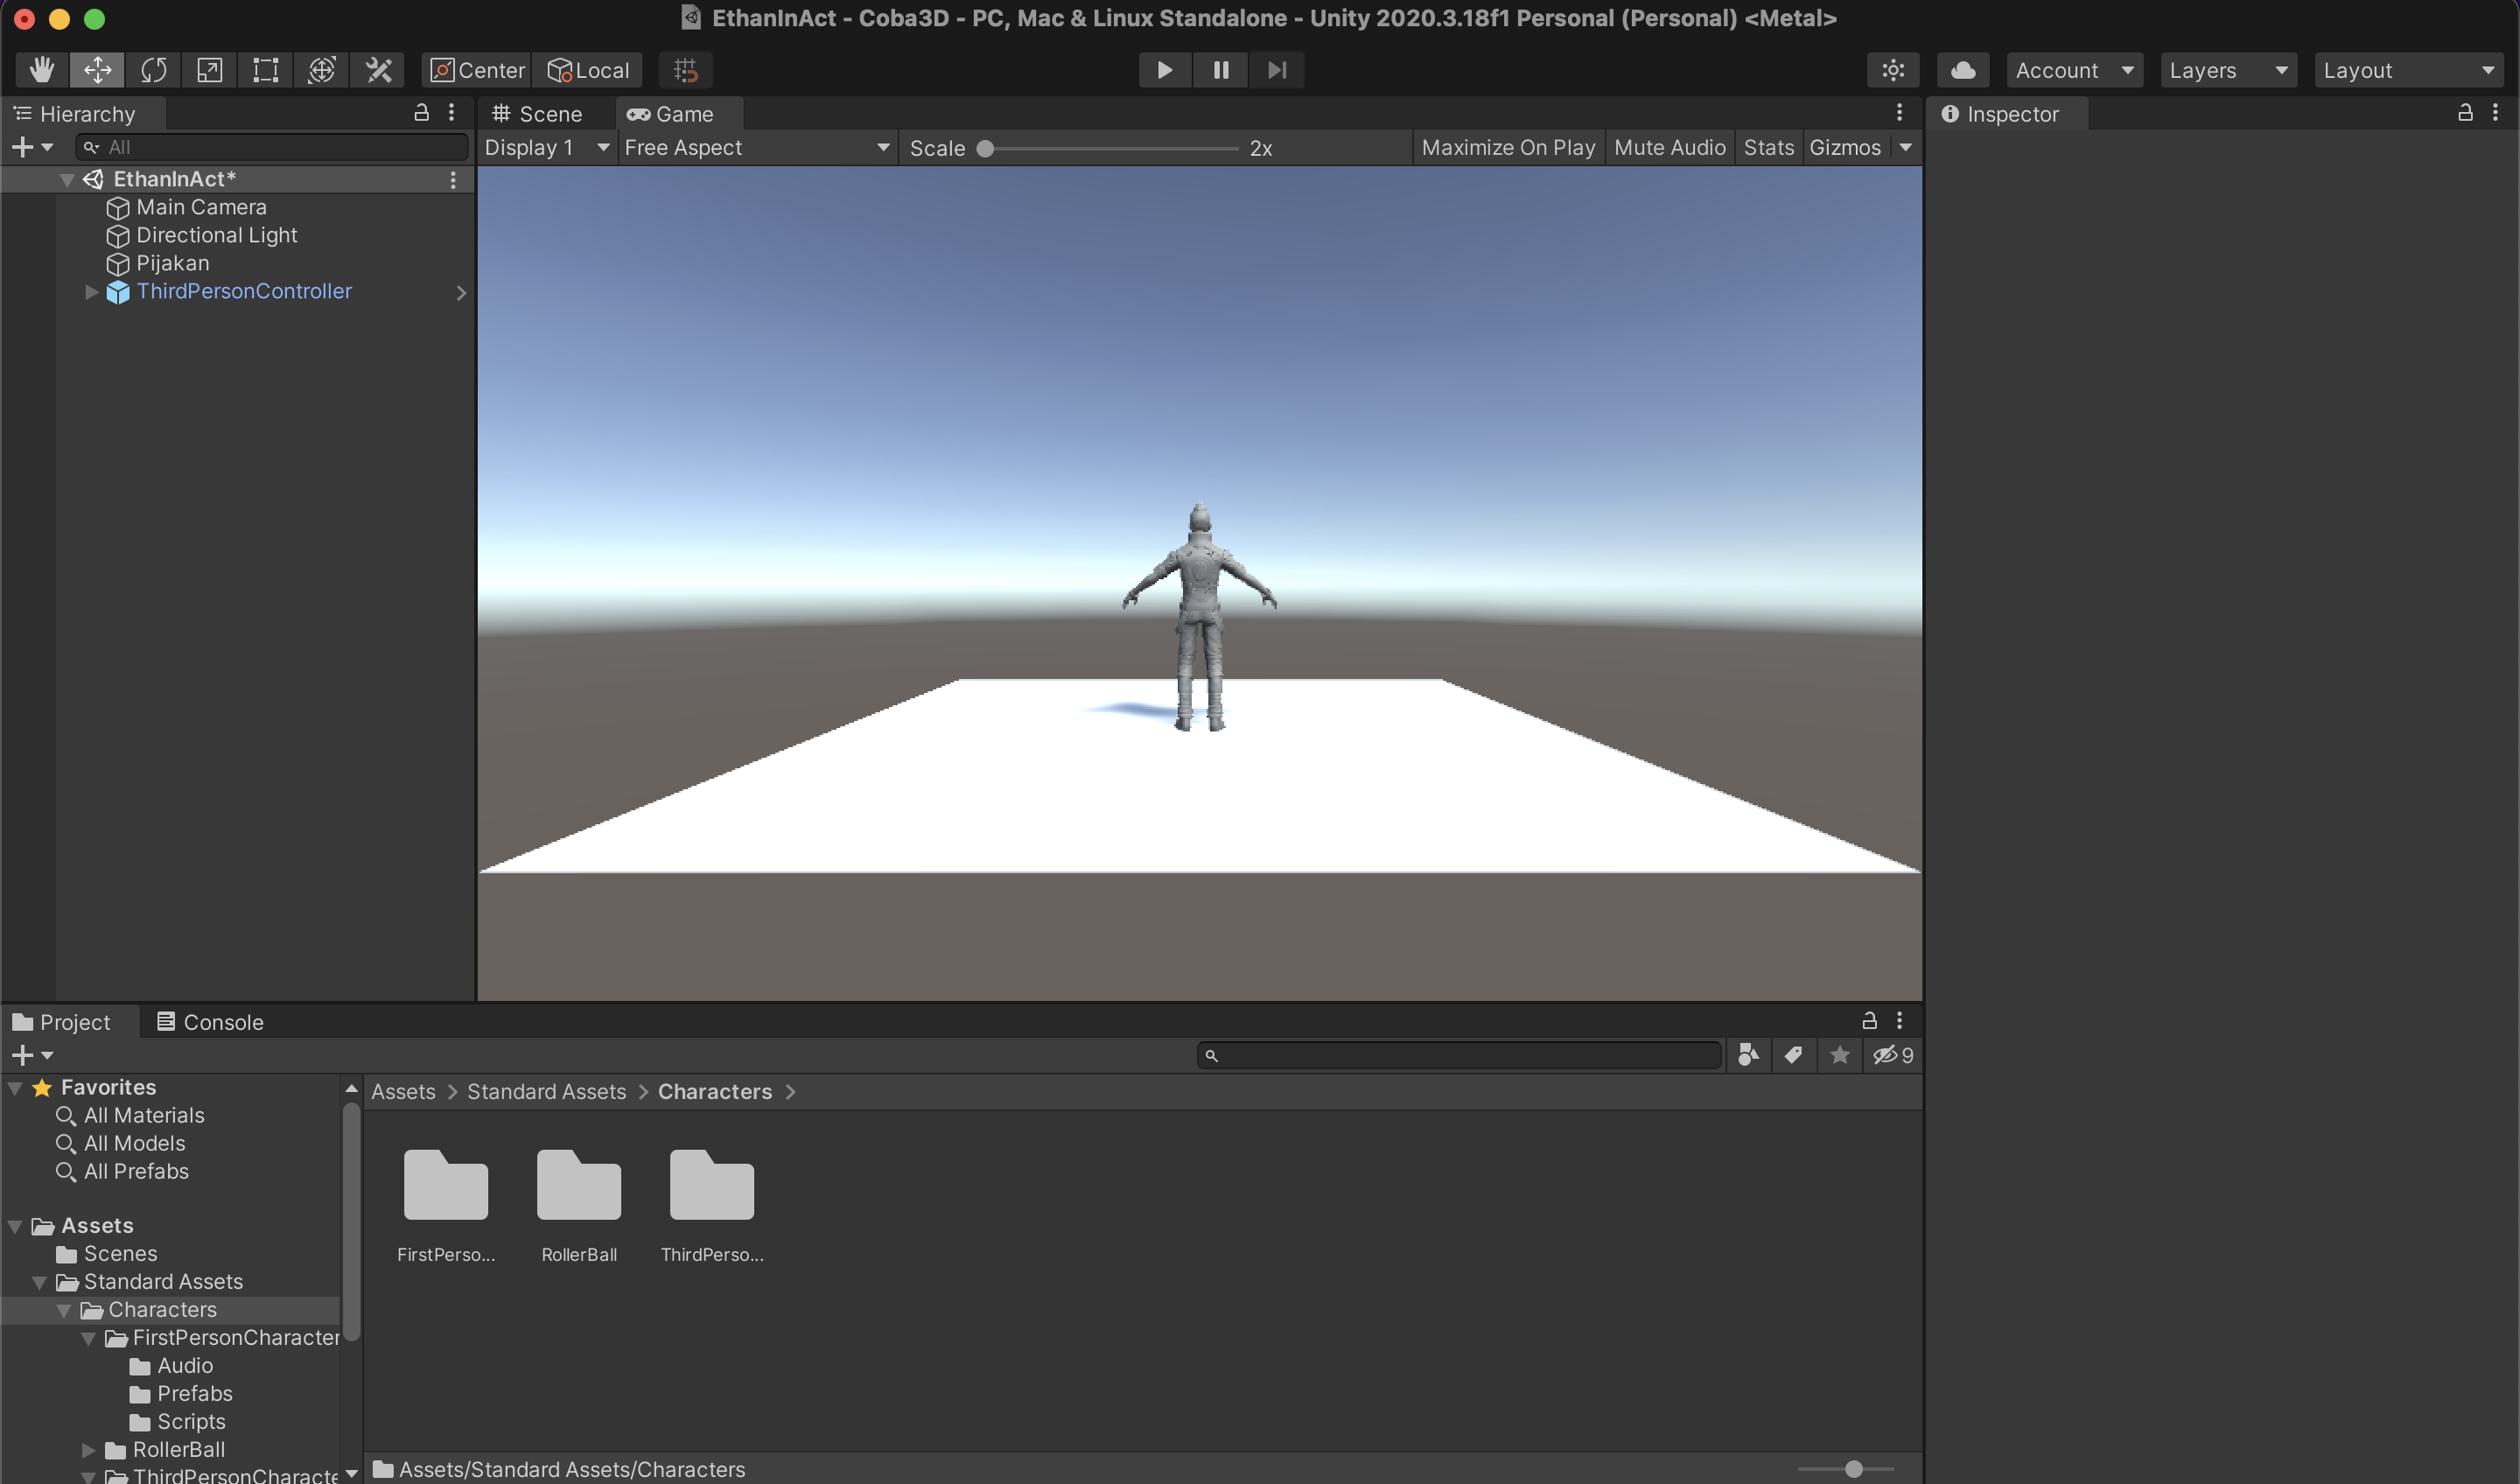 EthanInAct - Coba3D - PC, Mac & Linux Standalone - Unity 2020.3.18f1 Personal (Personal) <Metal>
Center Local Account Layers Layout
Hierarchy
All
EthanInAct*
Main Camera
Directional Light
Pijakan
ThirdPersonController
Scene Game
Display 1 Free Aspect Scale 2x Maximize On Play Mute Audio Stats Gizmos
Inspector
Project Console
9
Favorites
All Materials
All Models
All Prefabs
Assets
Scenes
Standard Assets
Characters
FirstPersonCharacter
Audio
Prefabs
Scripts
RollerBall
ThirdPersonCharacte
Assets > Standard Assets > Characters >
FirstPerso... RollerBall ThirdPerso...
Assets/Standard Assets/Characters